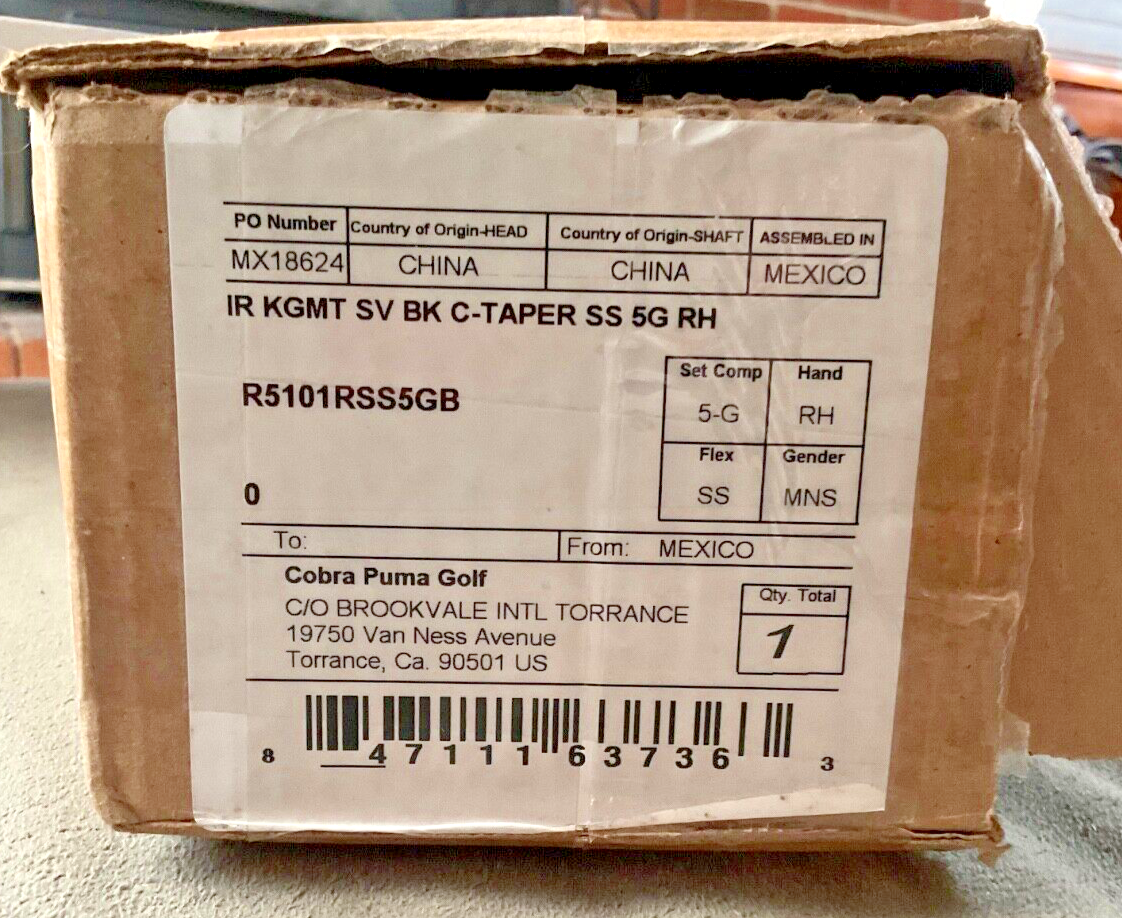 PO Number Country of Origin-HEAD Country of Origin-SHAFT ASSEMBLED IN
MX18624 CHINA CHINA MEXICO
IR KGMT SV BK C-TAPER SS 5G RH
Set Comp Hand
R5101RSS5GB
5-G RH
Flex Gender
0
SS MNS
To: From: MEXICO
Cobra Puma Golf
Qty. Total
C/O BROOKVALE INTL TORRANCE
1
19750 Van Ness Avenue
Torrance, Ca. 90501 US
8 47111 63736 3